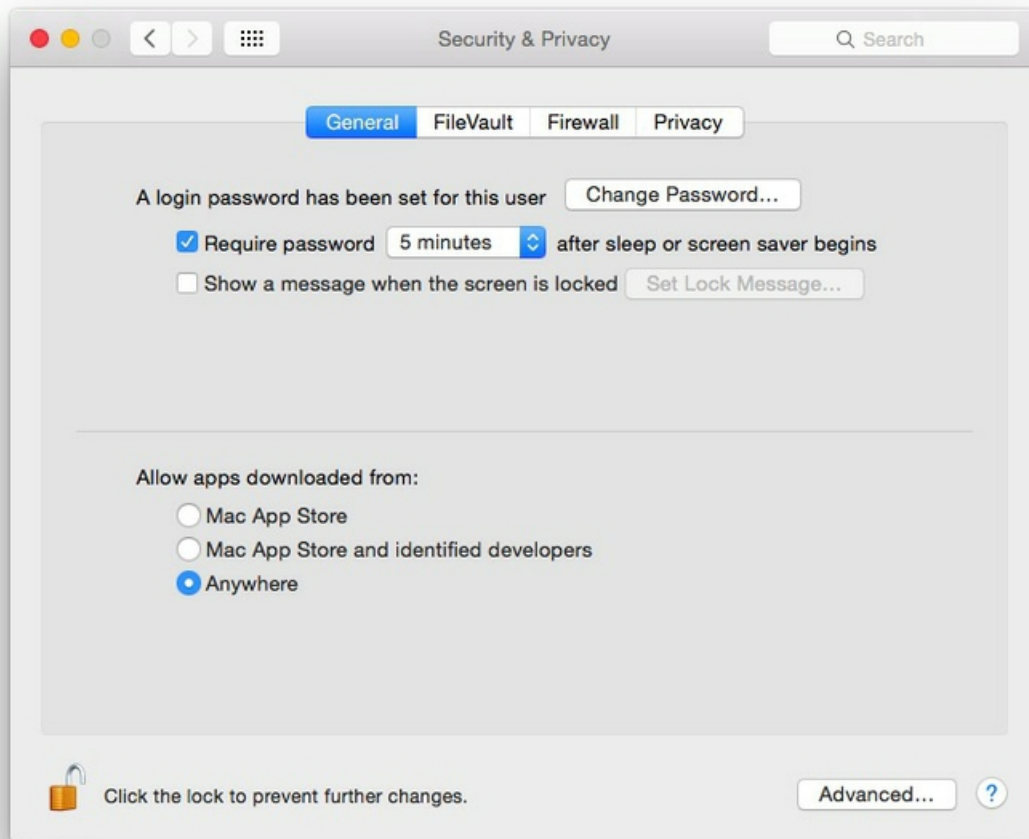 Security & Privacy
Search
General FileVault Firewall Privacy
A login password has been set for this user Change Password...
Require password 5 minutes after sleep or screen saver begins
Show a message when the screen is locked Set Lock Message...
Allow apps downloaded from:
Mac App Store
Mac App Store and identified developers
Anywhere
Click the lock to prevent further changes. Advanced... ?